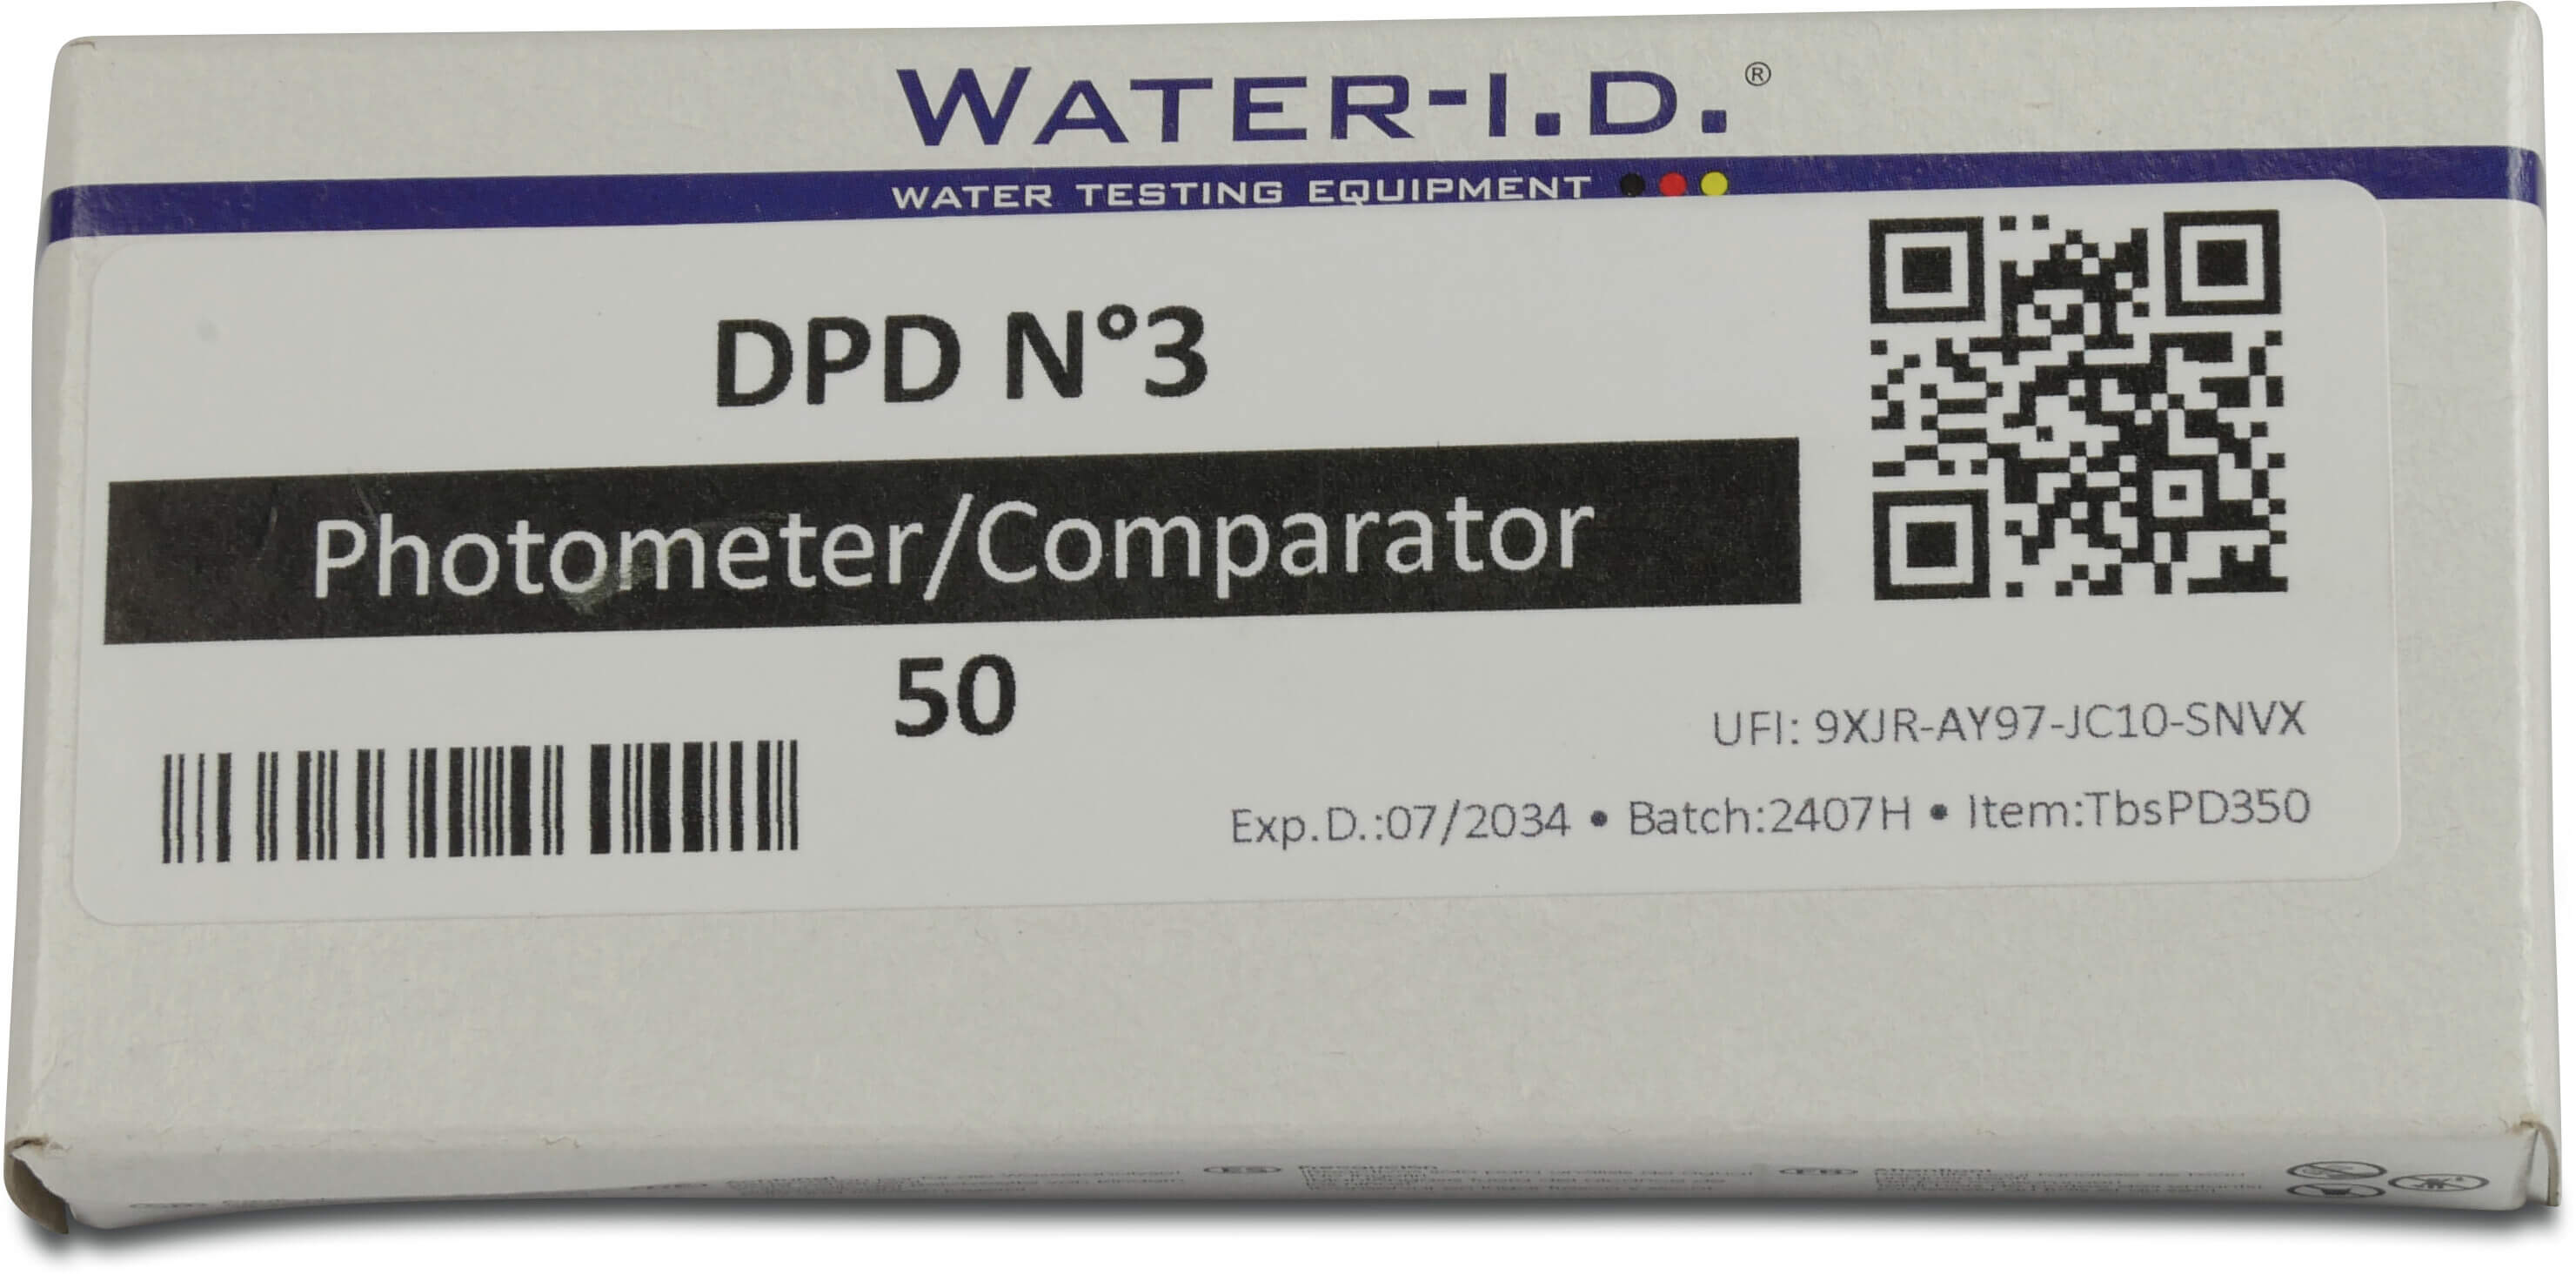 WATER-I.D.®
WATER TESTING EQUIPMENT
DPD N°3
Photometer/Comparator
50
UFI: 9XJR-AY97-JC10-SNVX
Exp.D.:07/2034 • Batch:2407H • Item:TbsPD350